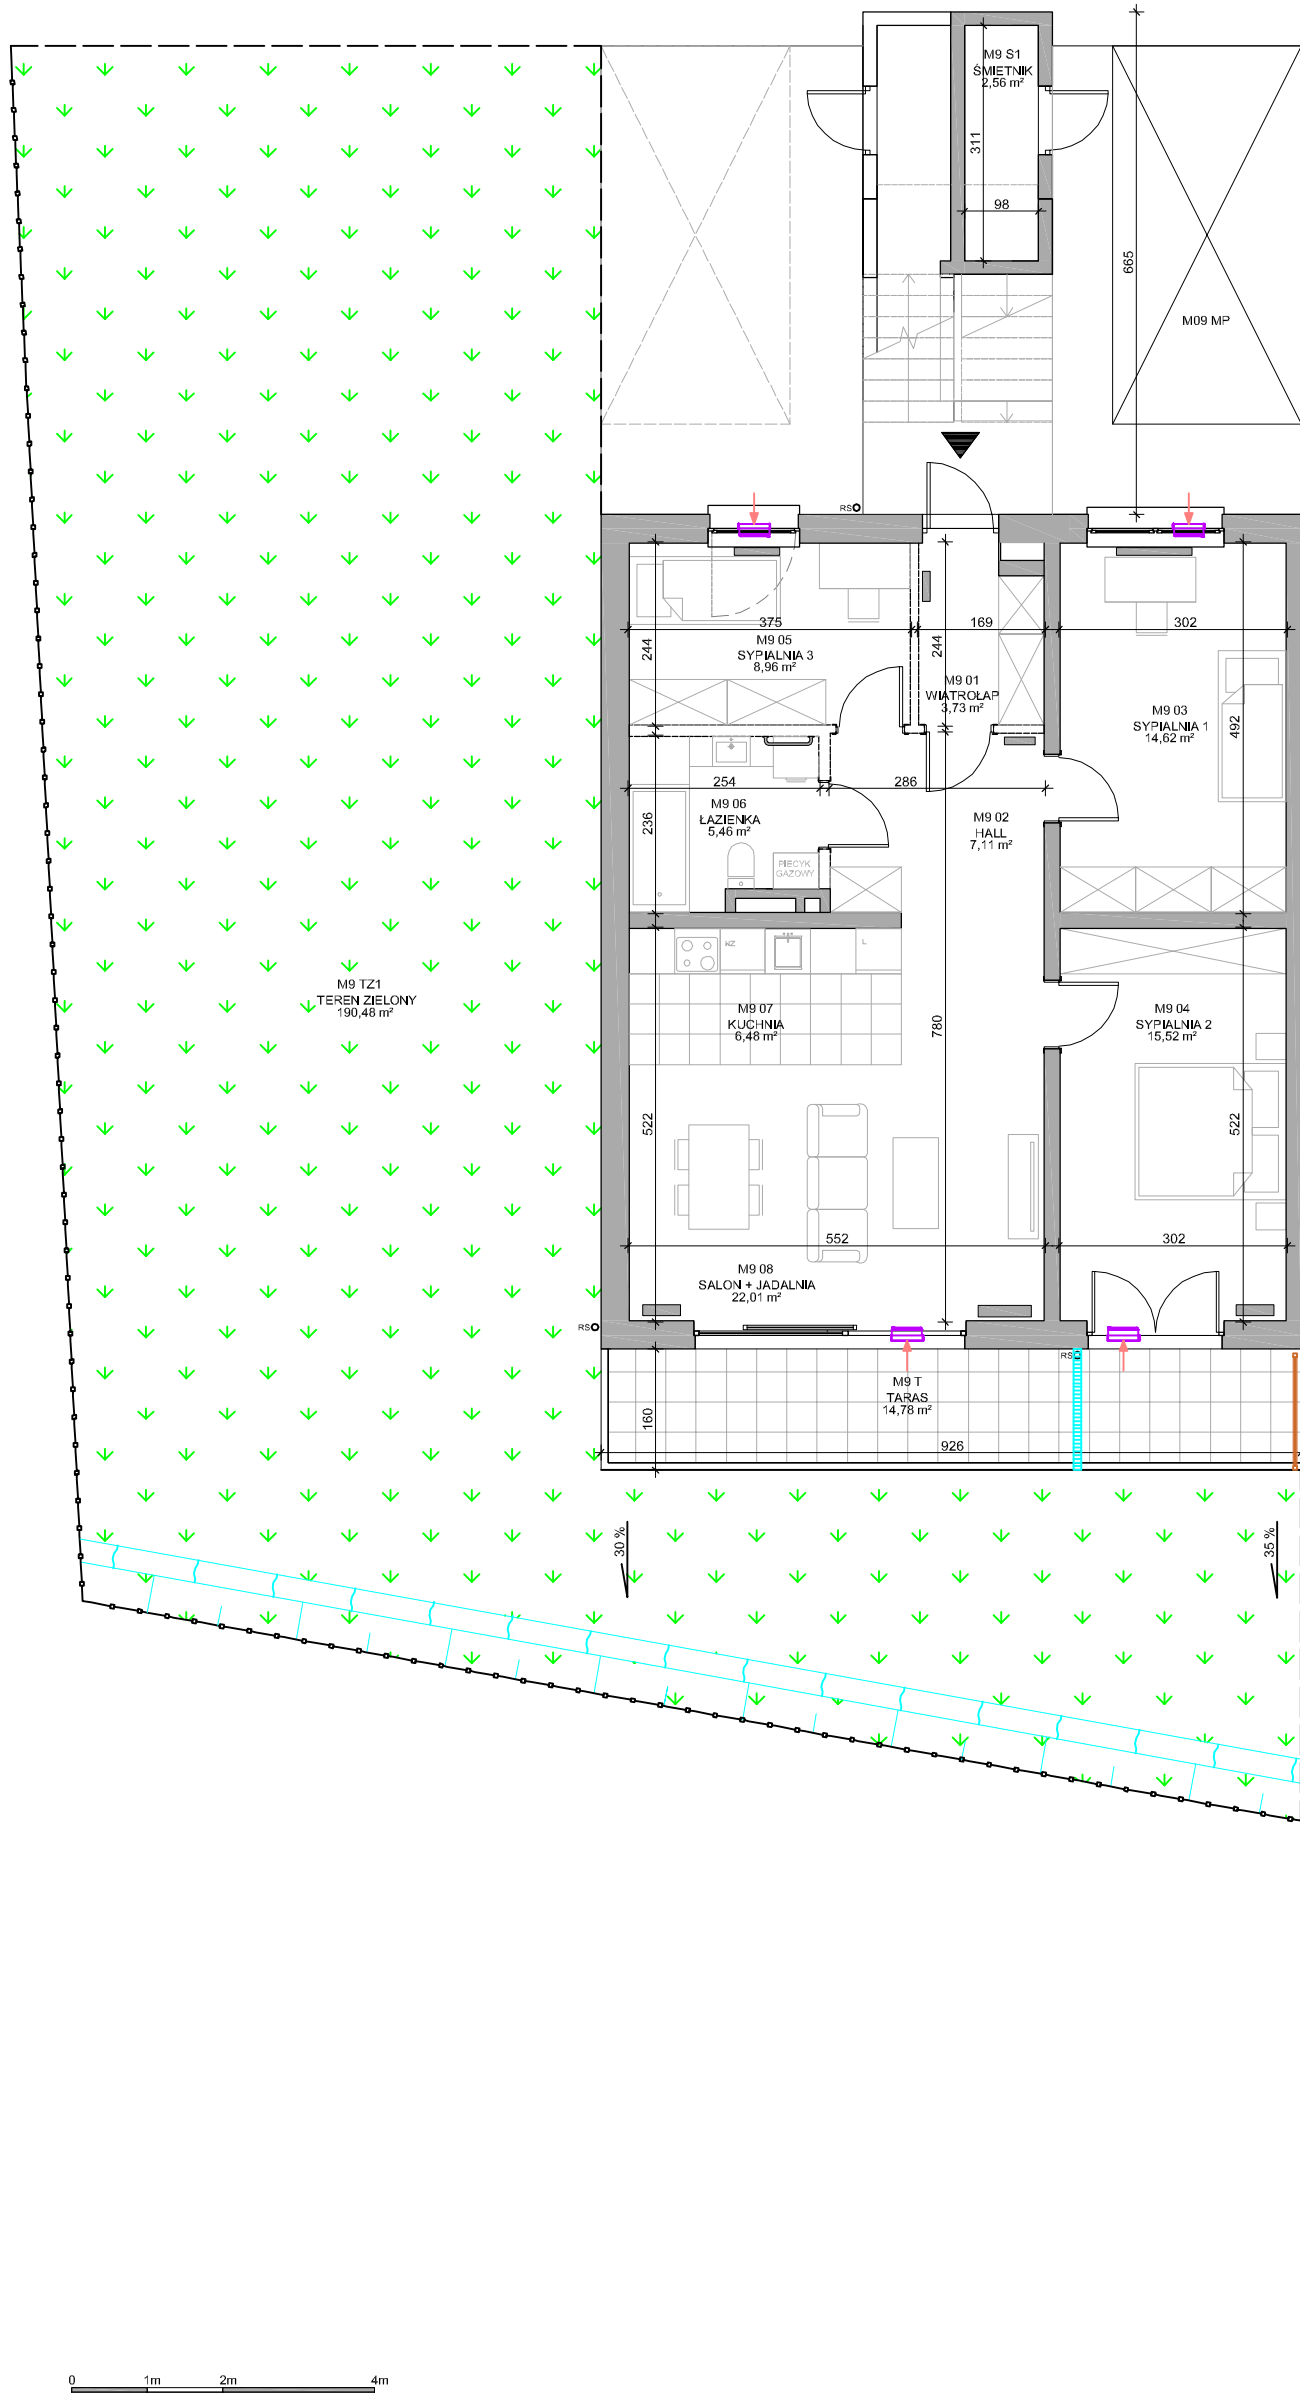 M9 S1
ŚMIETNIK
2,56 m²
311
98
665
M09 MP
RS
375
169
302
M9 05
SYPIALNIA 3
8,96 m²
244
244
M9 01
WIATROŁAP
3,73 m²
M9 03
SYPIALNIA 1
14,62 m²
492
254
286
M9 06
ŁAZIENKA
5,46 m²
236
M9 02
HALL
7,11 m²
PIECYK
GAZOWY
WZ
L
M9 TZ1
TEREN ZIELONY
190,48 m²
M9 07
KUCHNIA
6,48 m²
780
M9 04
SYPIALNIA 2
15,52 m²
522
522
552
302
M9 08
SALON + JADALNIA
22,01 m²
RS
RS
M9 T
TARAS
14,78 m²
160
926
30 %
35 %
0 1m 2m 4m